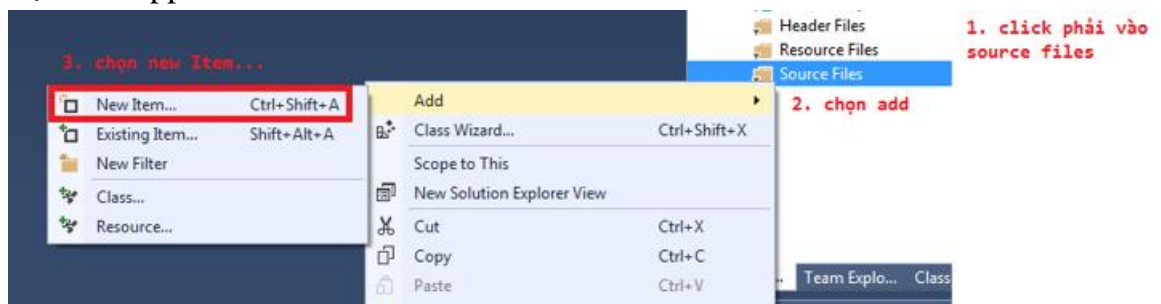 Header Files
Resource Files
Source Files
1. click phải vào
source files
2. chọn add
3. chọn new Item...
New Item... Ctrl+Shift+A
Existing Item... Shift+Alt+A
New Filter
Class...
Resource...
Add
Class Wizard... Ctrl+Shift+X
Scope to This
New Solution Explorer View
Cut Ctrl+X
Copy Ctrl+C
Paste Ctrl+V
Team Explo... Class